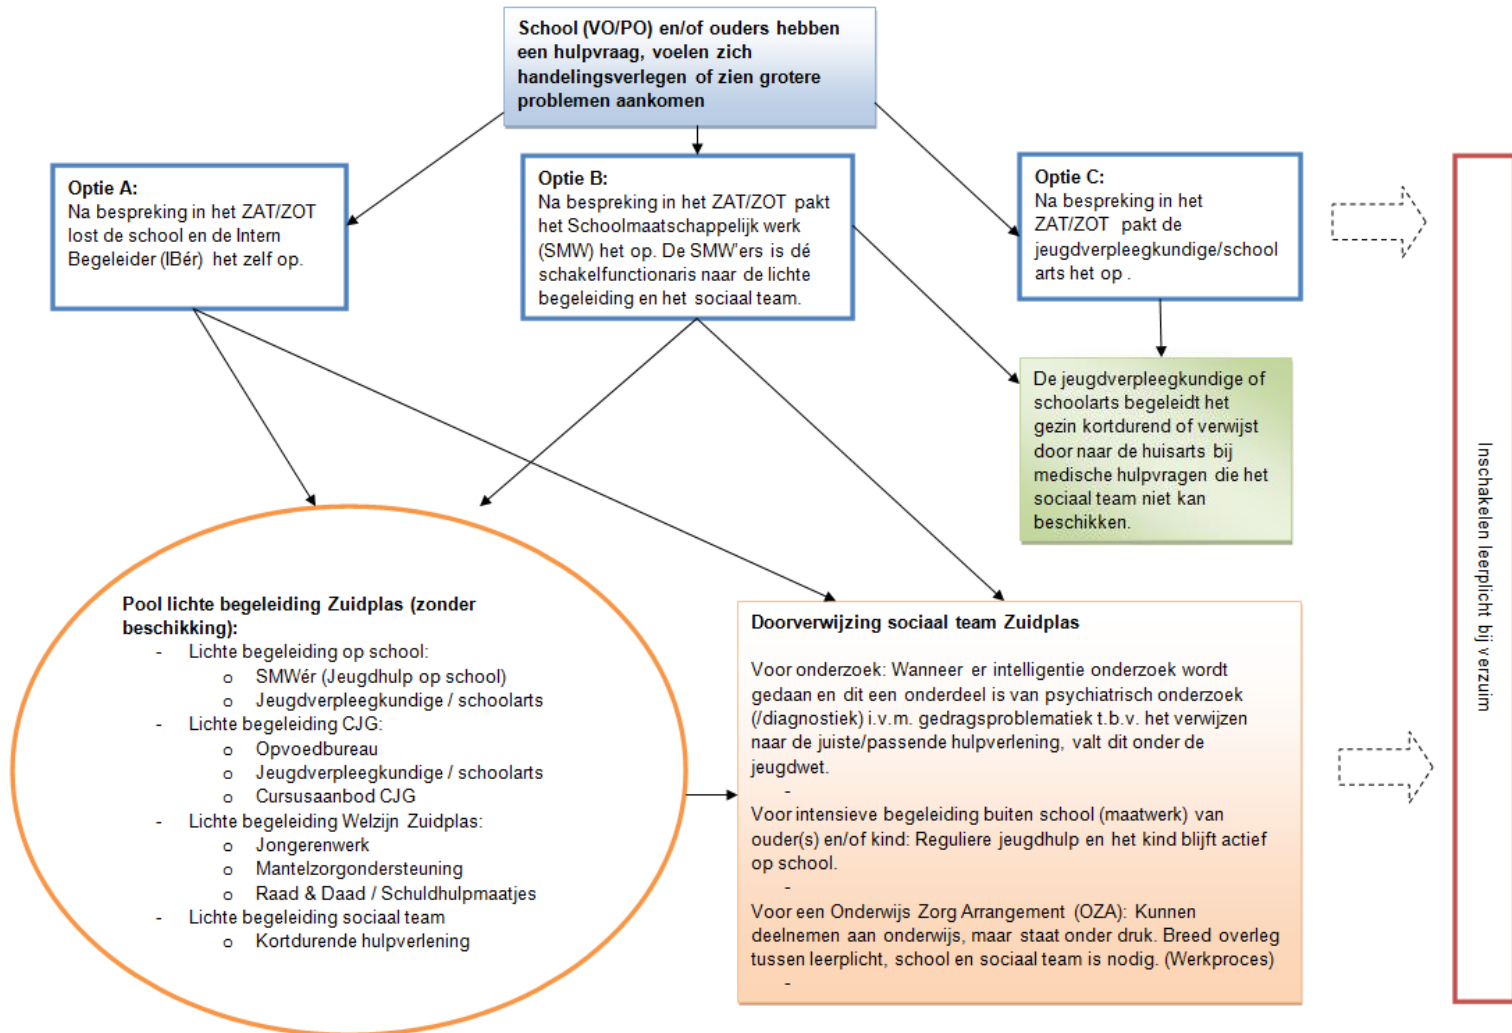 School (VO/PO) en/of ouders hebben
een hulpvraag, voelen zich
handelingsverlegen of zien grotere
problemen aankomen
Optie A:
Na bespreking in het ZAT/ZOT
lost de school en de Intern
Begeleider (IBér) het zelf op.
Optie B:
Na bespreking in het ZAT/ZOT pakt
het Schoolmaatschappelijk werk
(SMW) het op. De SMW'ers is dé
schakelfunctionaris naar de lichte
begeleiding en het sociaal team.
Optie C:
Na bespreking in het
ZAT/ZOT pakt de
jeugdverpleegkundige/school
arts het op .
De jeugdverpleegkundige of
schoolarts begeleidt het
gezin kortdurend of verwijst
door naar de huisarts bij
medische hulpvragen die het
sociaal team niet kan
beschikken.
Inschakelen leerplicht bij verzuim
Pool lichte begeleiding Zuidplas (zonder
beschikking):
- Lichte begeleiding op school:
o SMWér (Jeugdhulp op school)
o Jeugdverpleegkundige / schoolarts
- Lichte begeleiding CJG:
o Opvoedbureau
o Jeugdverpleegkundige / schoolarts
o Cursusaanbod CJG
- Lichte begeleiding Welzijn Zuidplas:
o Jongerenwerk
o Mantelzorgondersteuning
o Raad & Daad / Schuldhulpmaatjes
- Lichte begeleiding sociaal team
o Kortdurende hulpverlening
Doorverwijzing sociaal team Zuidplas
Voor onderzoek: Wanneer er intelligentie onderzoek wordt
gedaan en dit een onderdeel is van psychiatrisch onderzoek
(/diagnostiek) i.v.m. gedragsproblematiek t.b.v. het verwijzen
naar de juiste/passende hulpverlening, valt dit onder de
jeugdwet.
-
Voor intensieve begeleiding buiten school (maatwerk) van
ouder(s) en/of kind: Reguliere jeugdhulp en het kind blijft actief
op school.
-
Voor een Onderwijs Zorg Arrangement (OZA): Kunnen
deelnemen aan onderwijs, maar staat onder druk. Breed overleg
tussen leerplicht, school en sociaal team is nodig. (Werkproces)
-